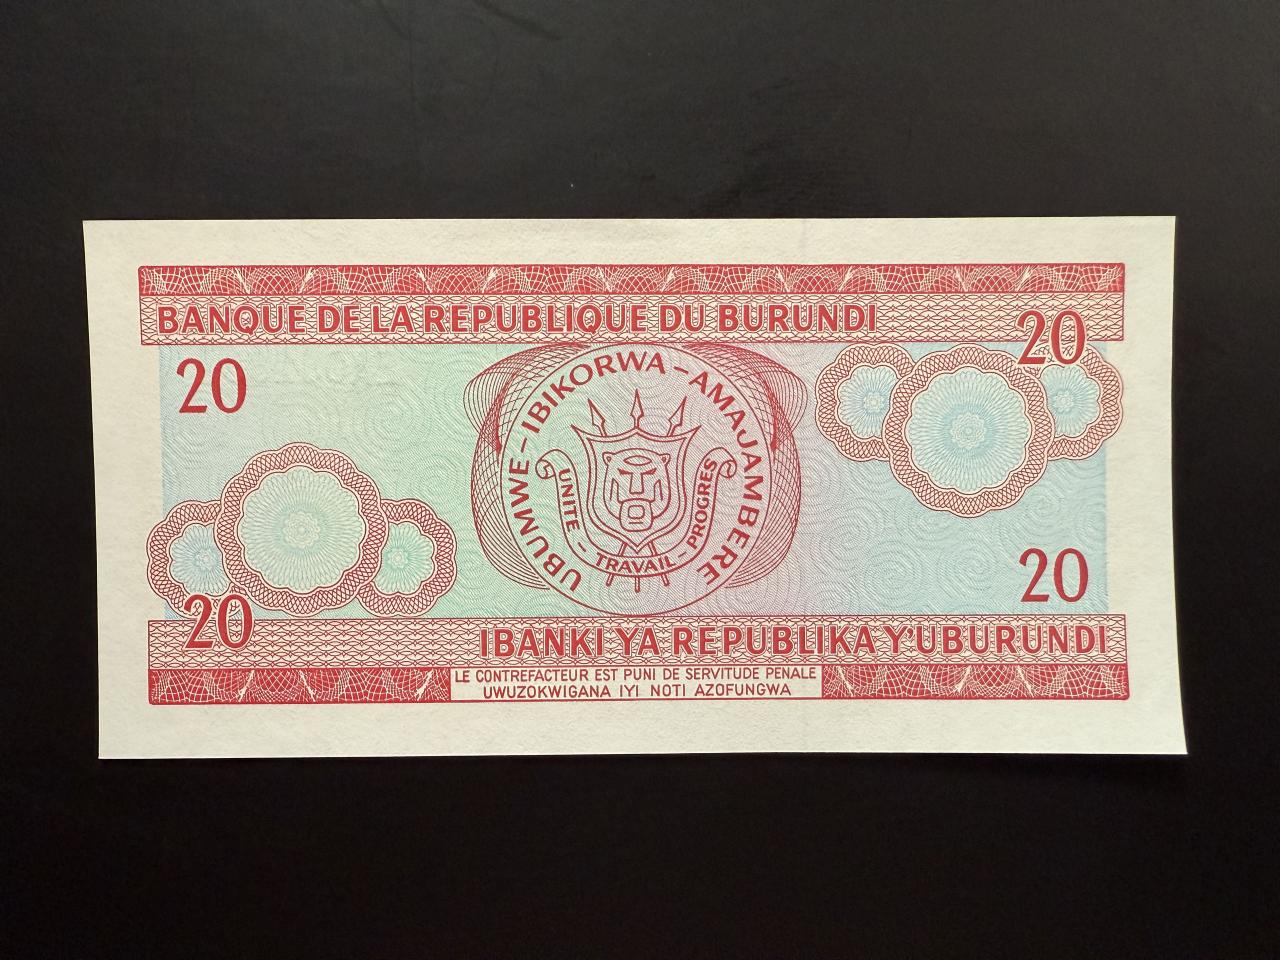 BANQUE DE LA REPUBLIQUE DU BURUNDI
20
20
UBUMWE - IBIKORWA - AMAJAMBERE
UNITE - TRAVAIL - PROGRES
20
20
IBANKI YA REPUBLIKA Y'UBURUNDI
LE CONTREFACTEUR EST PUNI DE SERVITUDE PENALE
UWUZOKWIGANA IYI NOTI AZOFUNGWA